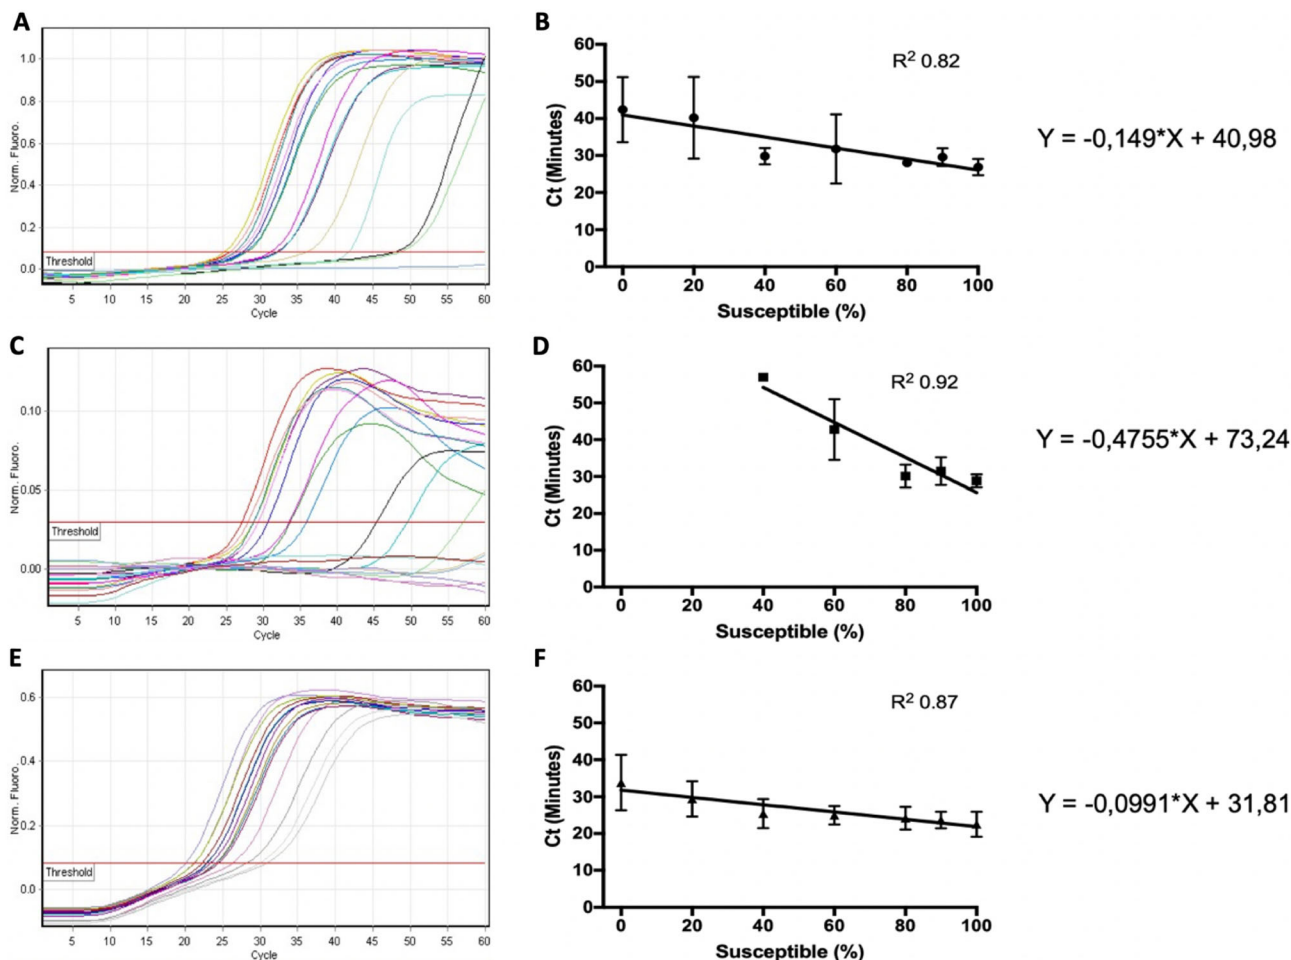 A
Norm. Fluoro.
1.0
0.8
0.6
0.4
0.2
0.0
Threshold
5 10 15 20 25 30 35 40 45 50 55 60
Cycle
B
R² 0.82
Ct (Minutes)
60
50
40
30
20
10
0
0 20 40 60 80 100
Susceptible (%)
Y = -0,149*X + 40,98
C
Norm. Fluoro.
0.10
0.05
0.00
Threshold
5 10 15 20 25 30 35 40 45 50 55 60
Cycle
D
R² 0.92
Ct (Minutes)
60
50
40
30
20
10
0
0 20 40 60 80 100
Susceptible (%)
Y = -0,4755*X + 73,24
E
Norm. Fluoro.
0.6
0.4
0.2
0.0
Threshold
5 10 15 20 25 30 35 40 45 50 55 60
Cycle
F
R² 0.87
Ct (Minutes)
60
50
40
30
20
10
0
0 20 40 60 80 100
Susceptible (%)
Y = -0,0991*X + 31,81